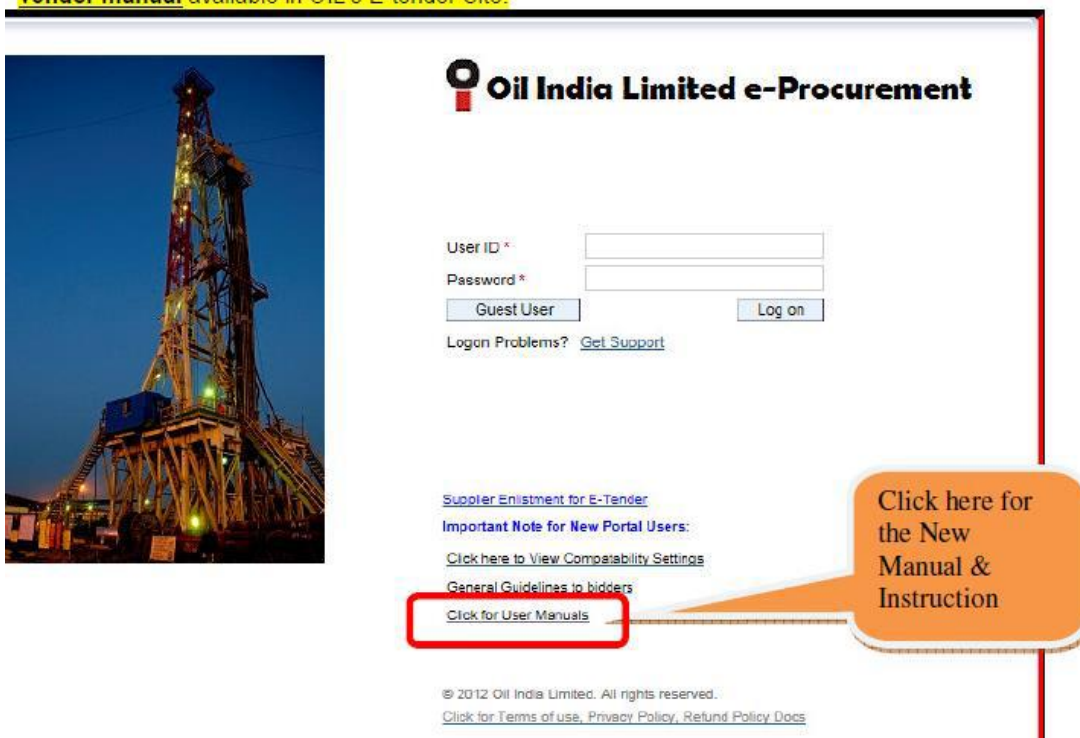 Tender manual available in OIL's E-tender Site.
Oil India Limited e-Procurement
User ID *
Password *
Guest User Log on
Logon Problems? Get Support
Supplier Enlistment for E-Tender
Important Note for New Portal Users:
Click here to View Compatability Settings
General Guidelines to bidders
Click for User Manuals
Click here for
the New
Manual &
Instruction
© 2012 Oil India Limited. All rights reserved.
Click for Terms of use, Privacy Policy, Refund Policy Docs